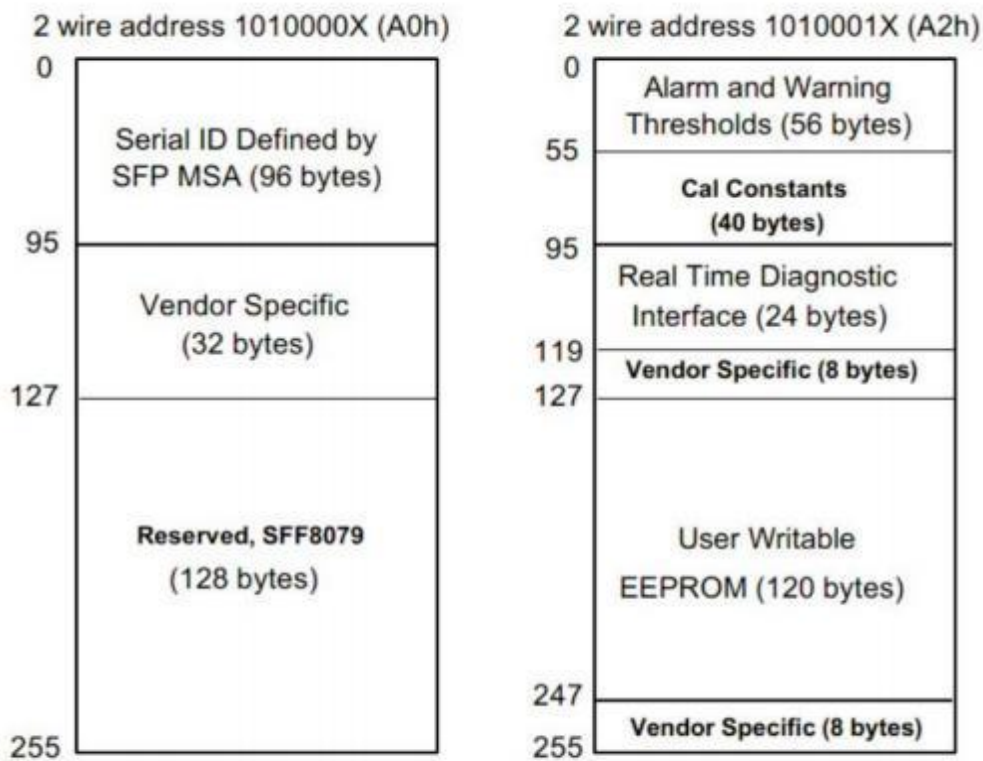 2 wire address 1010000X (A0h)
0
Serial ID Defined by
SFP MSA (96 bytes)
95
Vendor Specific
(32 bytes)
127
Reserved, SFF8079
(128 bytes)
255
2 wire address 1010001X (A2h)
0
Alarm and Warning
Thresholds (56 bytes)
55
Cal Constants
(40 bytes)
95
Real Time Diagnostic
Interface (24 bytes)
119
Vendor Specific (8 bytes)
127
User Writable
EEPROM (120 bytes)
247
Vendor Specific (8 bytes)
255